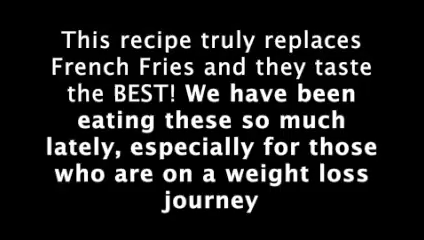 This recipe truly replaces
French Fries and they taste
the BEST! We have been
eating these so much
lately, especially for those
who are on a weight loss
journey